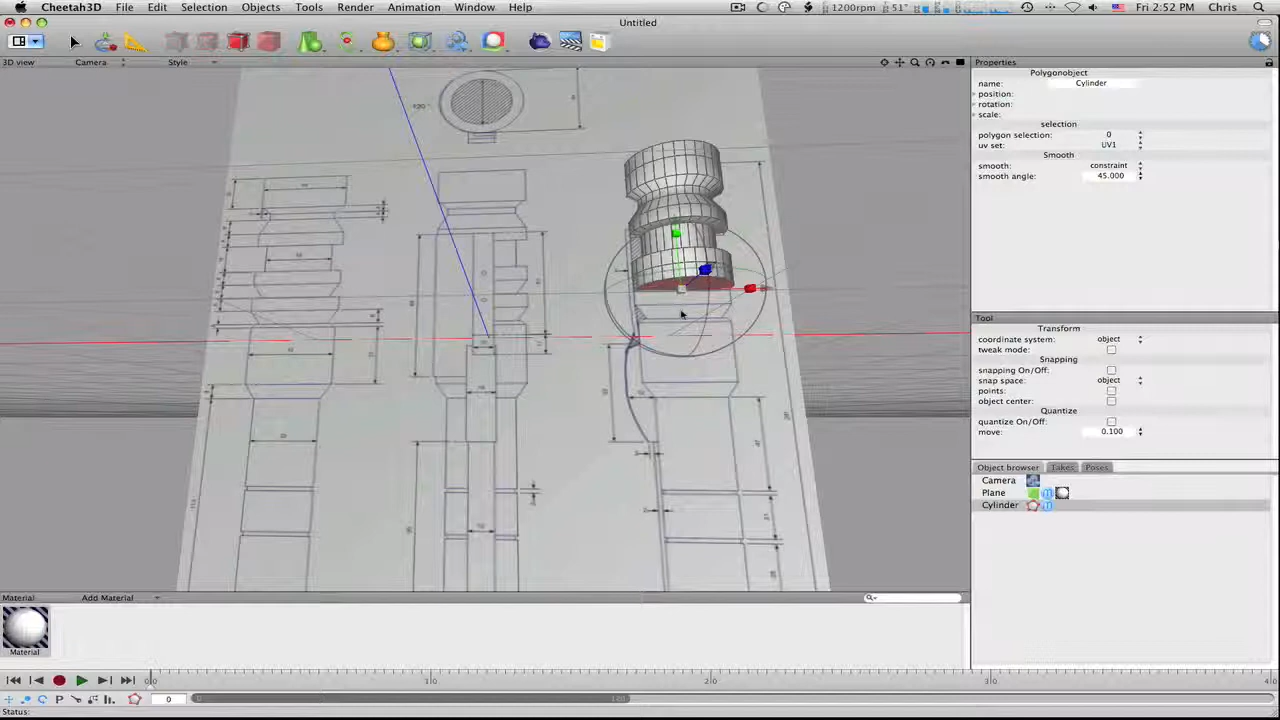 Cheetah3D File Edit Selection Objects Tools Render Animation Window Help 1200rpm 51° Fri 2:52 PM Chris
Untitled
3D view Camera Style
Properties
Polygonobject
name: Cylinder
position:
rotation:
scale:
selection
polygon selection: 0
uv set: UV1
Smooth
smooth: constraint
smooth angle: 45.000
Tool
Transform
coordinate system: object
tweak mode:
Snapping
snapping On/Off:
snap space: object
points:
object center:
Quantize
quantize On/Off:
move: 0.100
Object browser Takes Poses
Camera
Plane
Cylinder
Material Add Material
Material
P 0
Status: